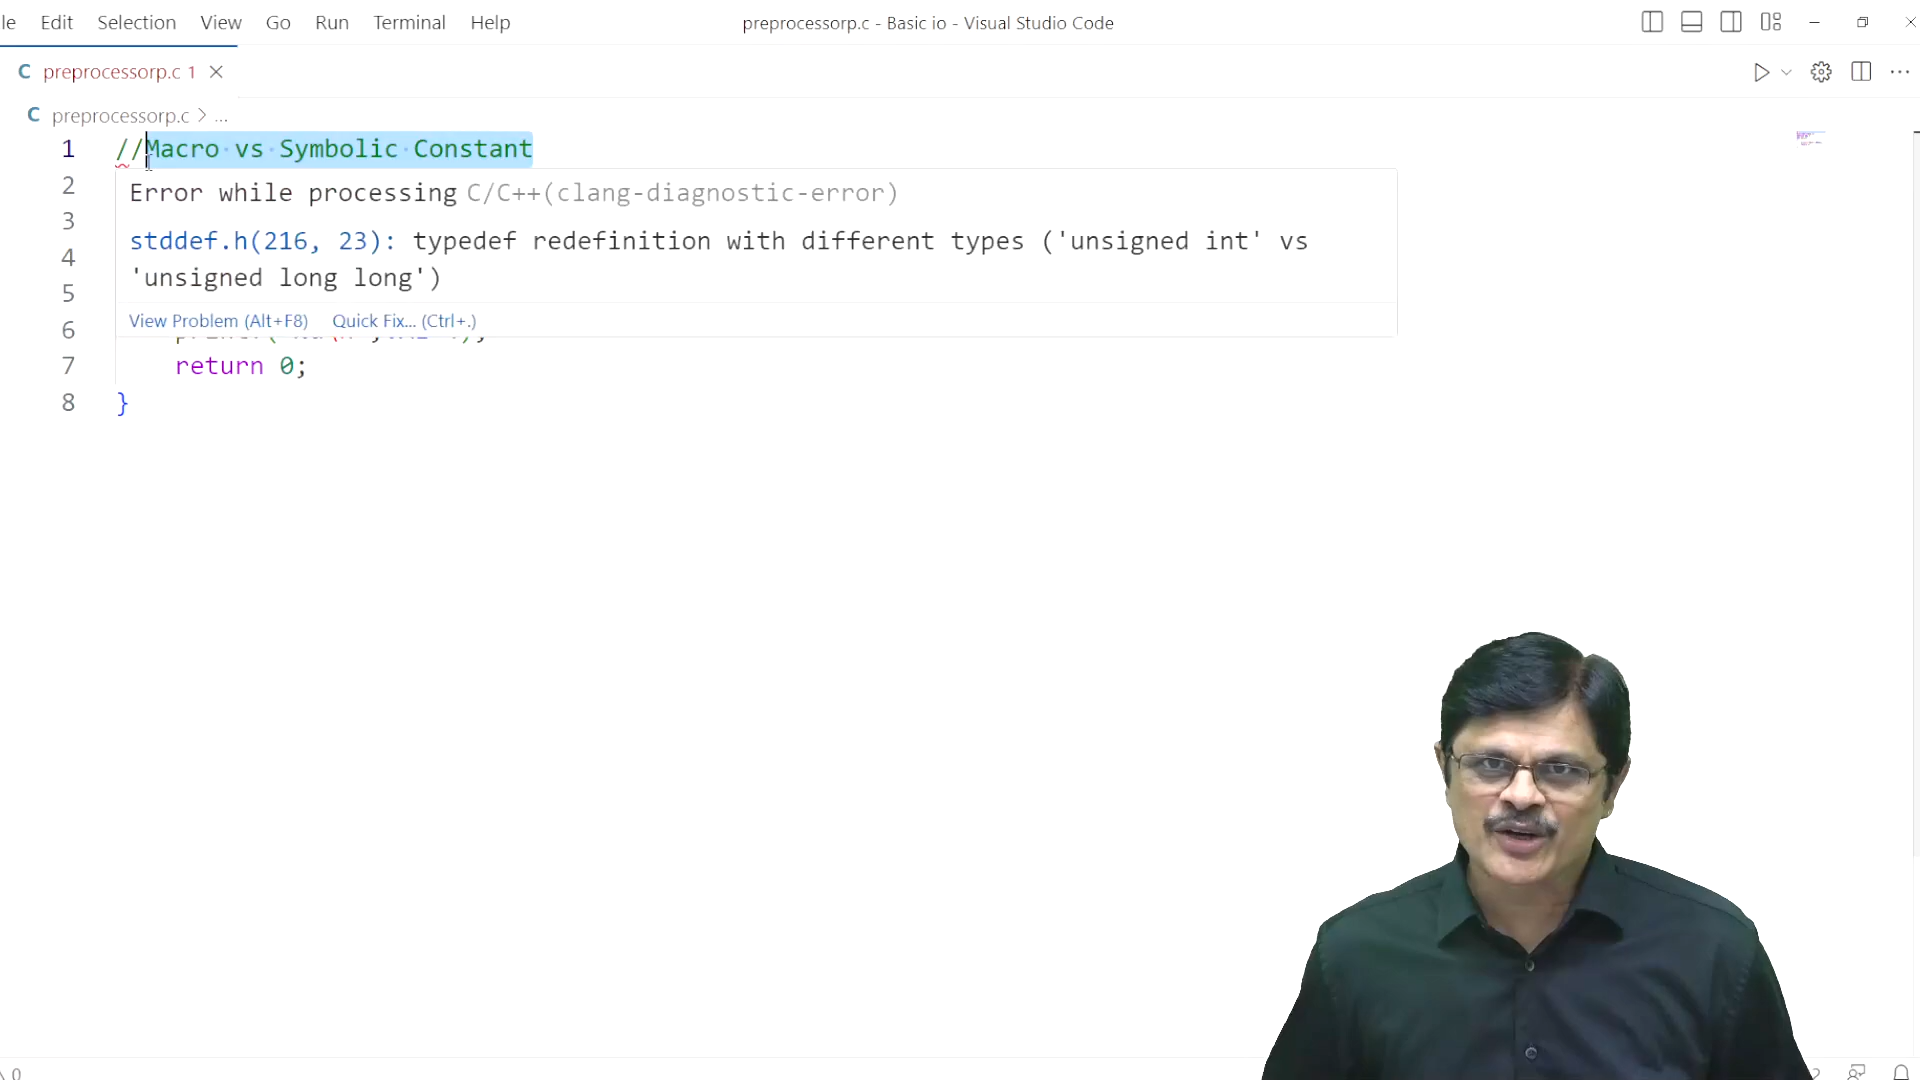 le Edit Selection View Go Run Terminal Help preprocessorp.c - Basic io - Visual Studio Code
C preprocessorp.c 1
C preprocessorp.c > ...
1 //Macro vs Symbolic Constant
2 Error while processing C/C++(clang-diagnostic-error)
3 stddef.h(216, 23): typedef redefinition with different types ('unsigned int' vs
4 'unsigned long long')
5 View Problem (Alt+F8) Quick Fix... (Ctrl+.)
6
7 return 0;
8 }
0